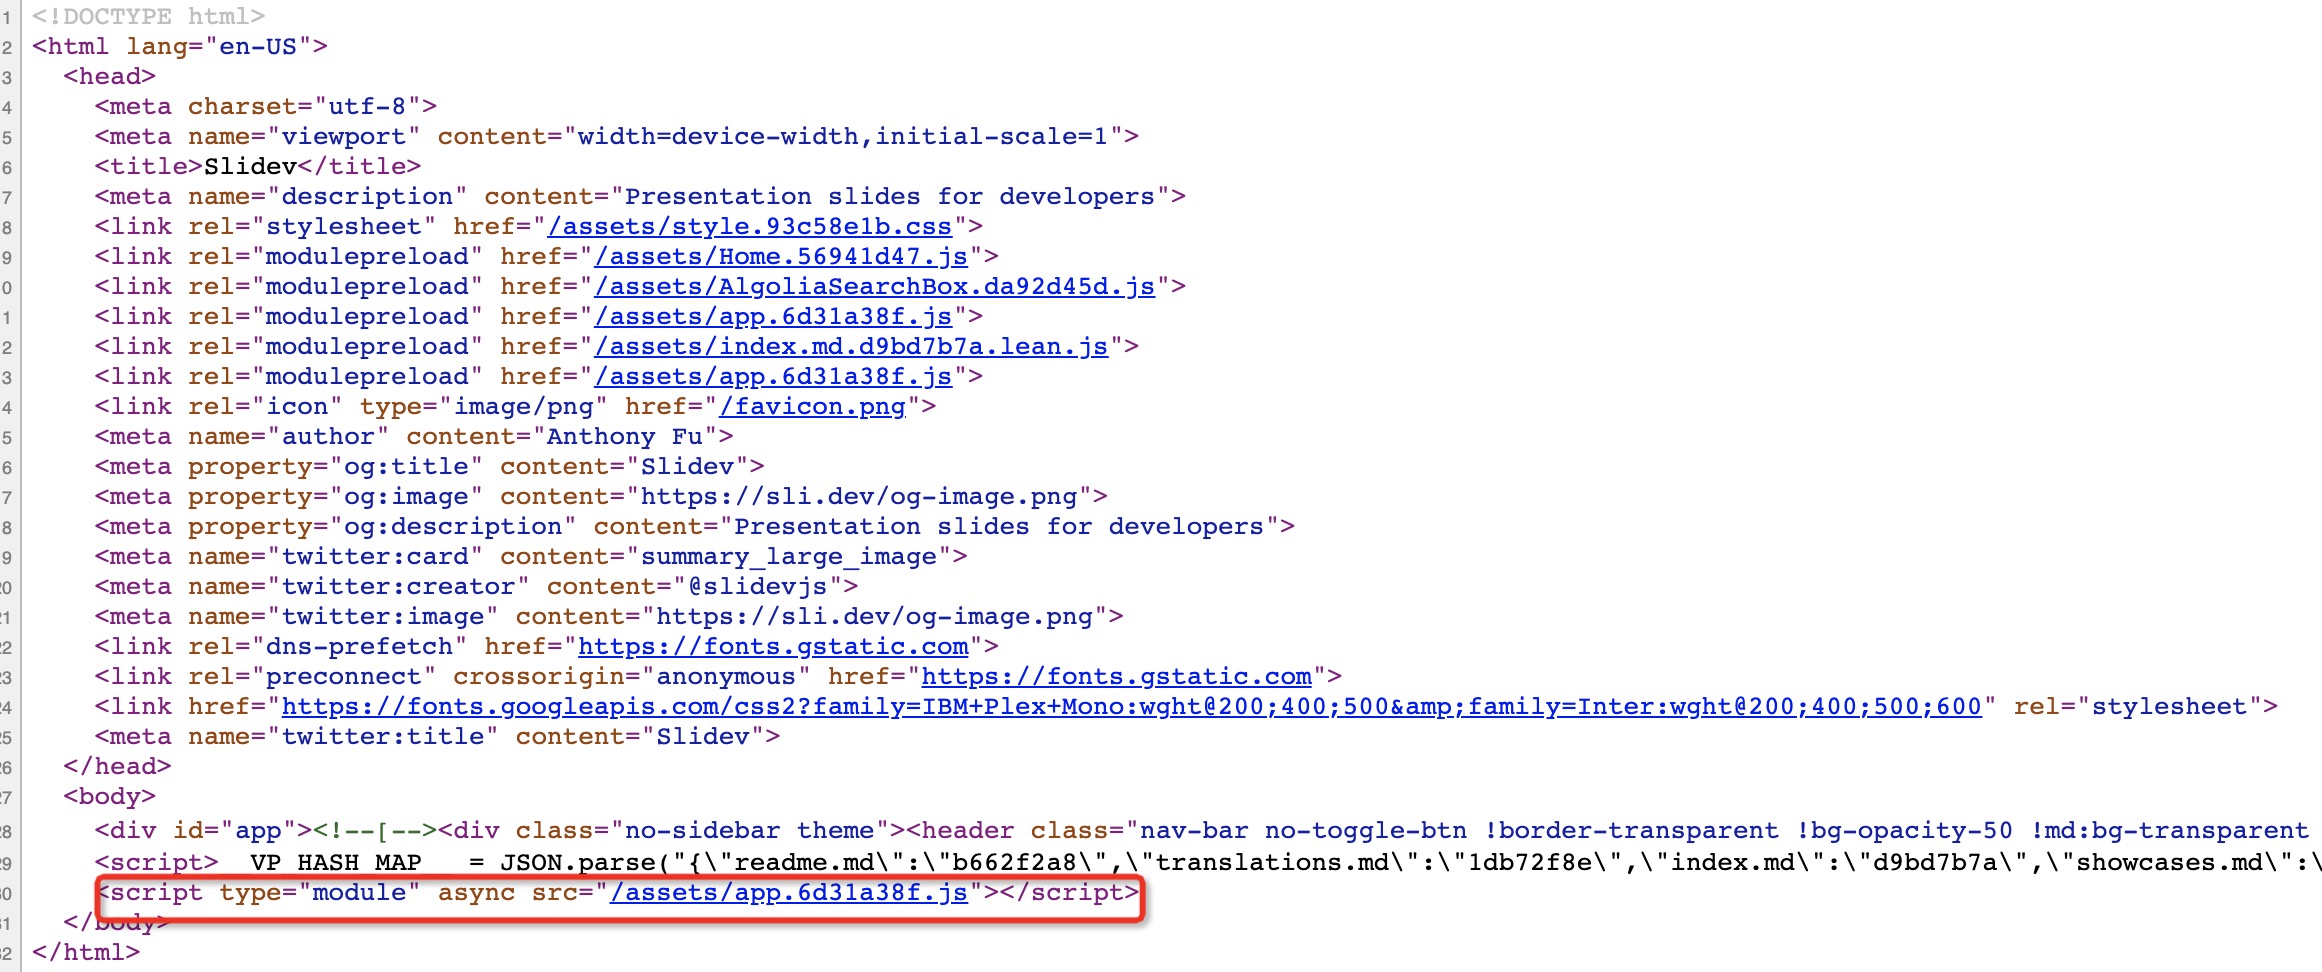 1 <!DOCTYPE html>
2 <html lang="en-US">
3 <head>
4 <meta charset="utf-8">
5 <meta name="viewport" content="width=device-width,initial-scale=1">
6 <title>Slidev</title>
7 <meta name="description" content="Presentation slides for developers">
8 <link rel="stylesheet" href="/assets/style.93c58e1b.css">
9 <link rel="modulepreload" href="/assets/Home.56941d47.js">
0 <link rel="modulepreload" href="/assets/AlgoliaSearchBox.da92d45d.js">
1 <link rel="modulepreload" href="/assets/app.6d31a38f.js">
2 <link rel="modulepreload" href="/assets/index.md.d9bd7b7a.lean.js">
3 <link rel="modulepreload" href="/assets/app.6d31a38f.js">
4 <link rel="icon" type="image/png" href="/favicon.png">
5 <meta name="author" content="Anthony Fu">
6 <meta property="og:title" content="Slidev">
7 <meta property="og:image" content="https://sli.dev/og-image.png">
8 <meta property="og:description" content="Presentation slides for developers">
9 <meta name="twitter:card" content="summary_large_image">
20 <meta name="twitter:creator" content="@slidevjs">
21 <meta name="twitter:image" content="https://sli.dev/og-image.png">
22 <link rel="dns-prefetch" href="https://fonts.gstatic.com">
23 <link rel="preconnect" crossorigin="anonymous" href="https://fonts.gstatic.com">
24 <link href="https://fonts.googleapis.com/css2?family=IBM+Plex+Mono:wght@200;400;500&amp;family=Inter:wght@200;400;500;600" rel="stylesheet">
25 <meta name="twitter:title" content="Slidev">
26 </head>
27 <body>
28 <div id="app"><!--[--><div class="no-sidebar theme"><header class="nav-bar no-toggle-btn !border-transparent !bg-opacity-50 !md:bg-transparent
29 <script>__VP_HASH_MAP__ = JSON.parse("{\"readme.md\":\"b662f2a8\",\"translations.md\":\"1db72f8e\",\"index.md\":\"d9bd7b7a\",\"showcases.md\":\
30 <script type="module" async src="/assets/app.6d31a38f.js"></script>
31 </body>
32 </html>